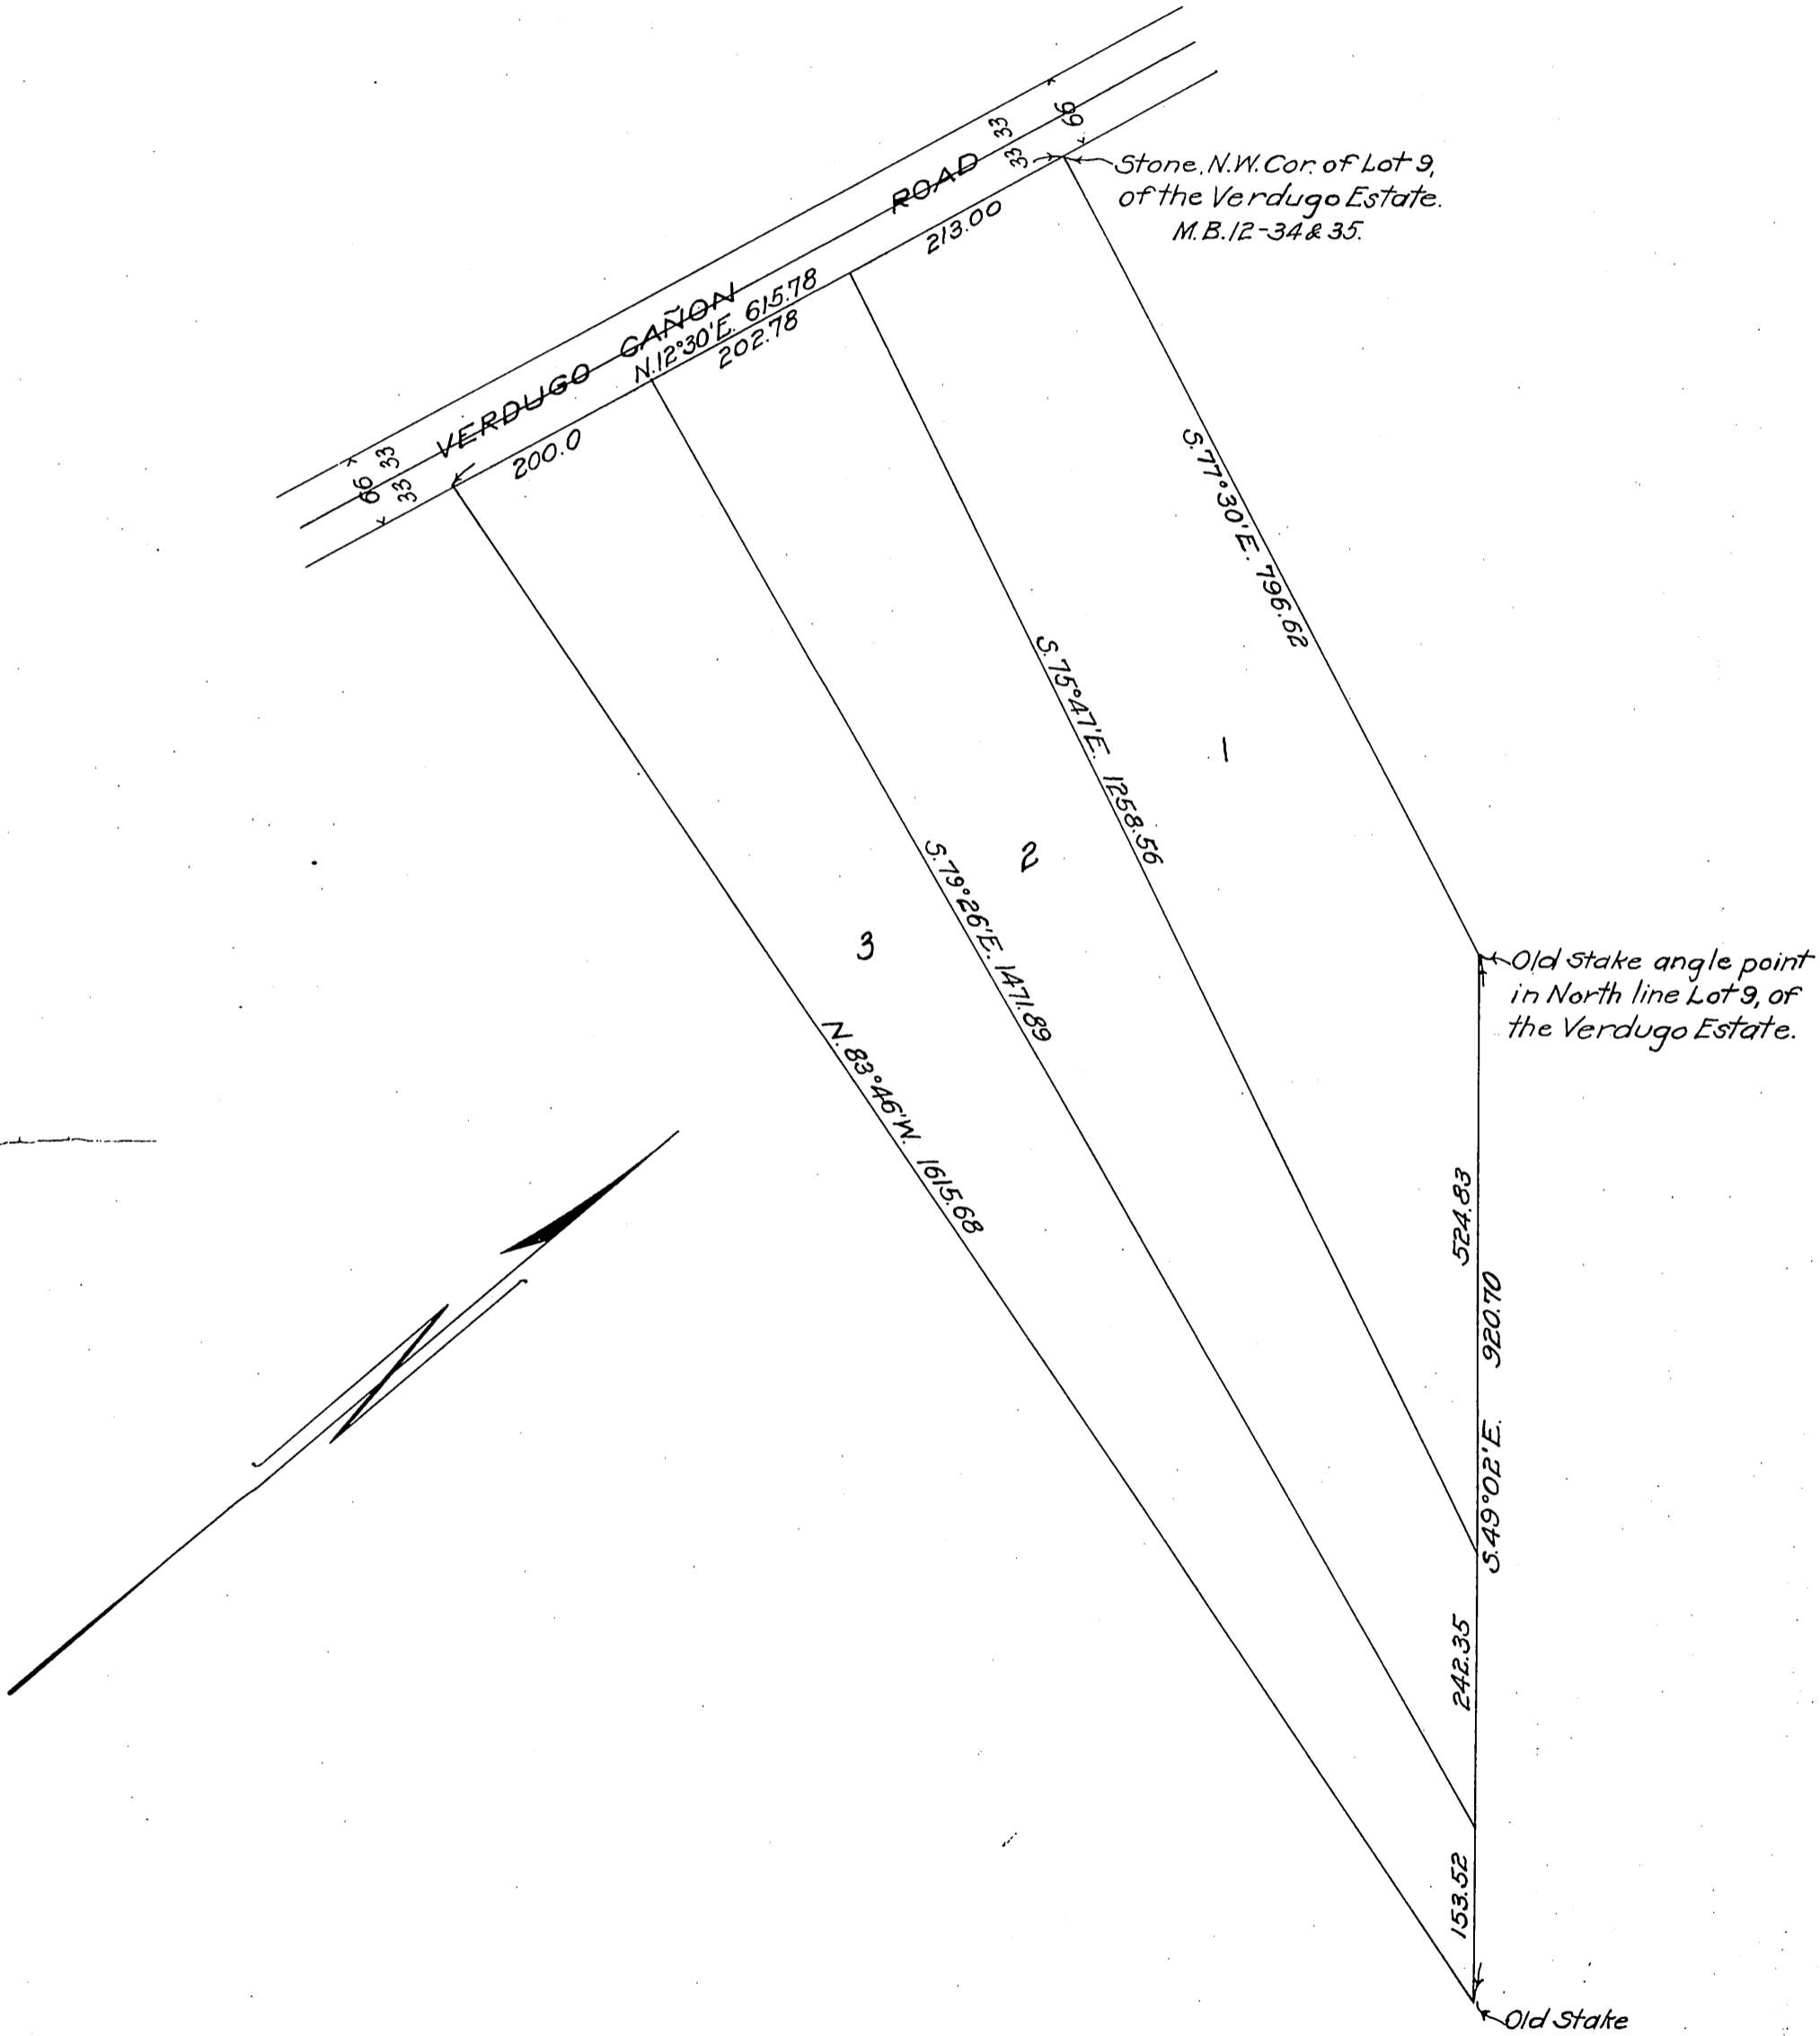 66
33 33
VERDUGO CAÑON ROAD
33 33
66
Stone, N.W. Cor. of Lot 9,
of the Verdugo Estate.
M.B. 12-34 & 35.
N. 12°30' E. 615.78
200.0
202.78
213.00
S. 77°30' E. 796.62
S. 75°47' E. 1258.56
S. 79°26' E. 1471.89
N. 83°46' W. 1615.68
1
2
3
Old Stake angle point
in North line Lot 9, of
the Verdugo Estate.
524.83
S. 49°02' E. 920.70
242.35
153.52
Old Stake
N